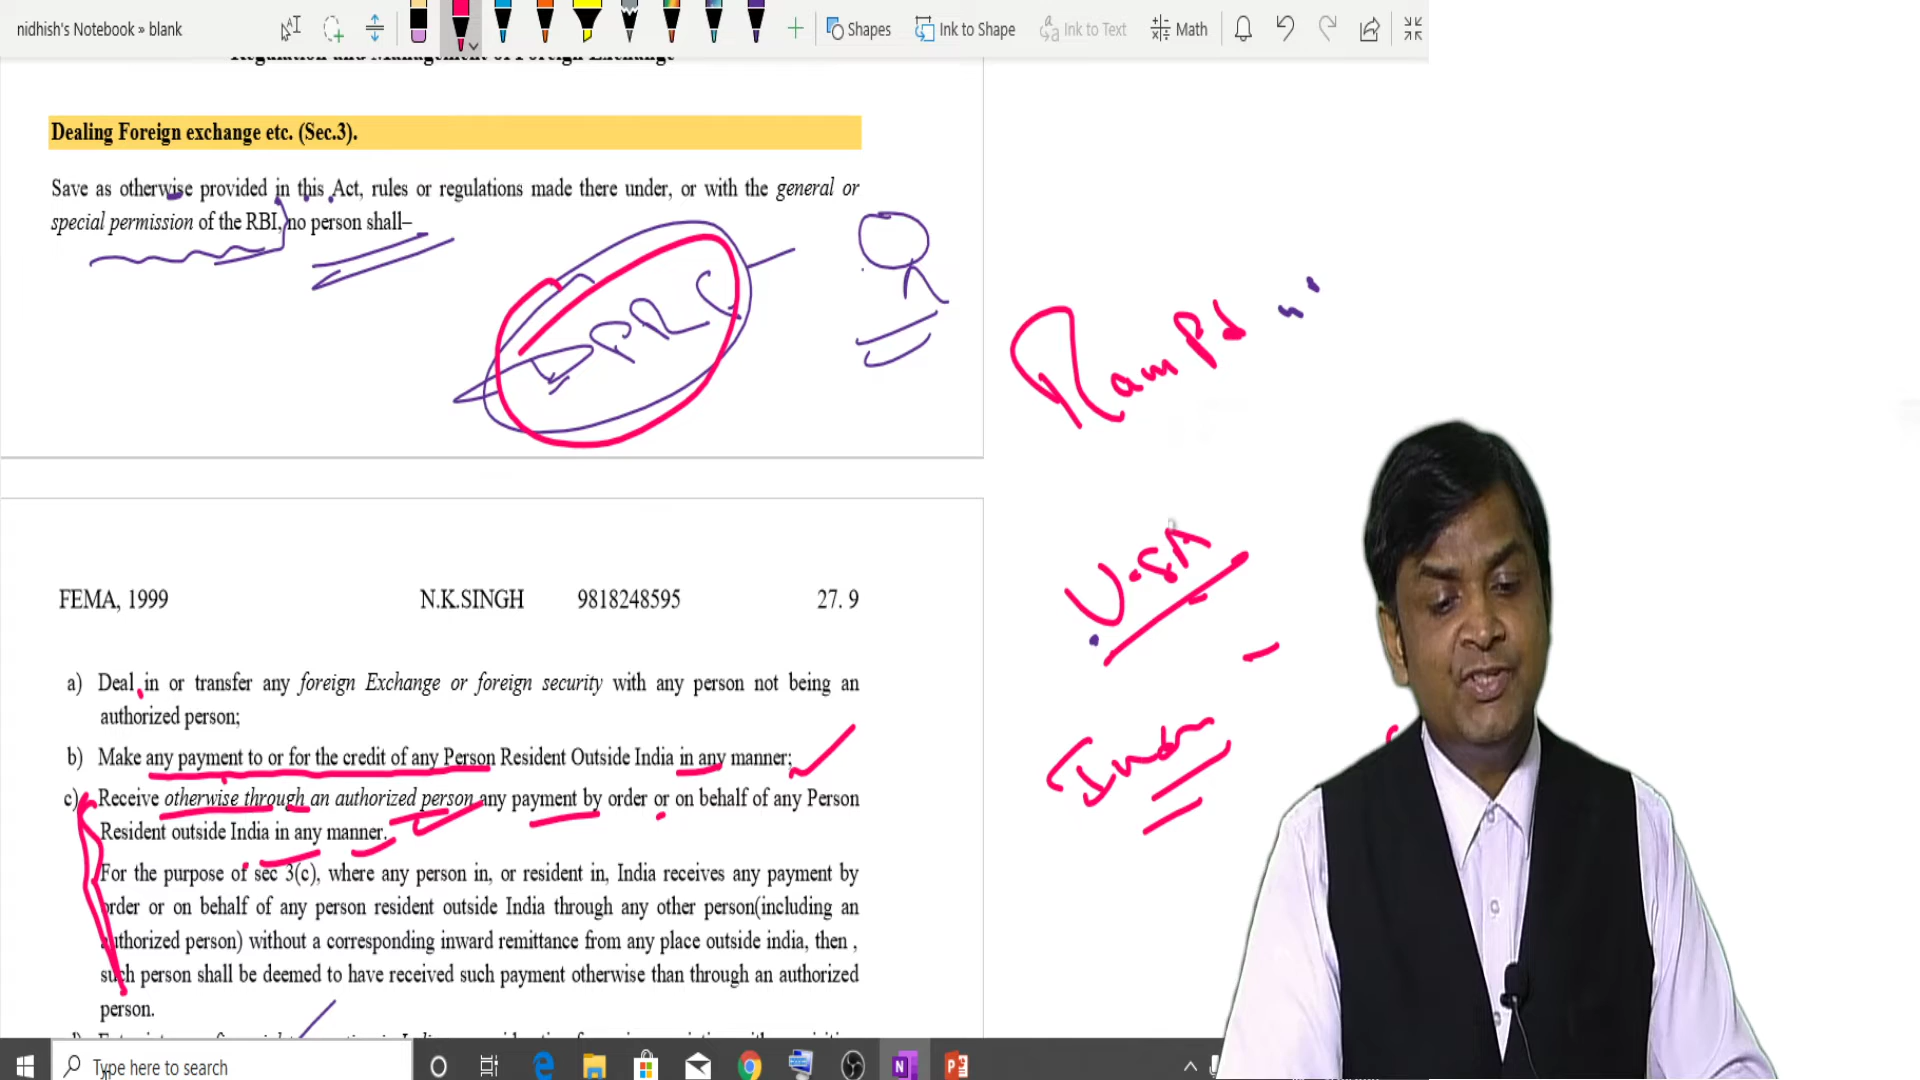 nidhish's Notebook » blank
Shapes
Ink to Shape
Ink to Text
Math
Regulation and Management of Foreign Exchange
Dealing Foreign exchange etc. (Sec.3).
Save as otherwise provided in this Act, rules or regulations made there under, or with the general or
special permission of the RBI, no person shall–
Ram Pd
U.S.A
FEMA, 1999 N.K.SINGH 9818248595 27. 9
a) Deal in or transfer any foreign Exchange or foreign security with any person not being an
authorized person;
b) Make any payment to or for the credit of any Person Resident Outside India in any manner;
c) Receive otherwise through an authorized person any payment by order or on behalf of any Person
Resident outside India in any manner.
For the purpose of sec 3(c), where any person in, or resident in, India receives any payment by
order or on behalf of any person resident outside India through any other person(including an
authorized person) without a corresponding inward remittance from any place outside india, then ,
such person shall be deemed to have received such payment otherwise than through an authorized
person.
Type here to search